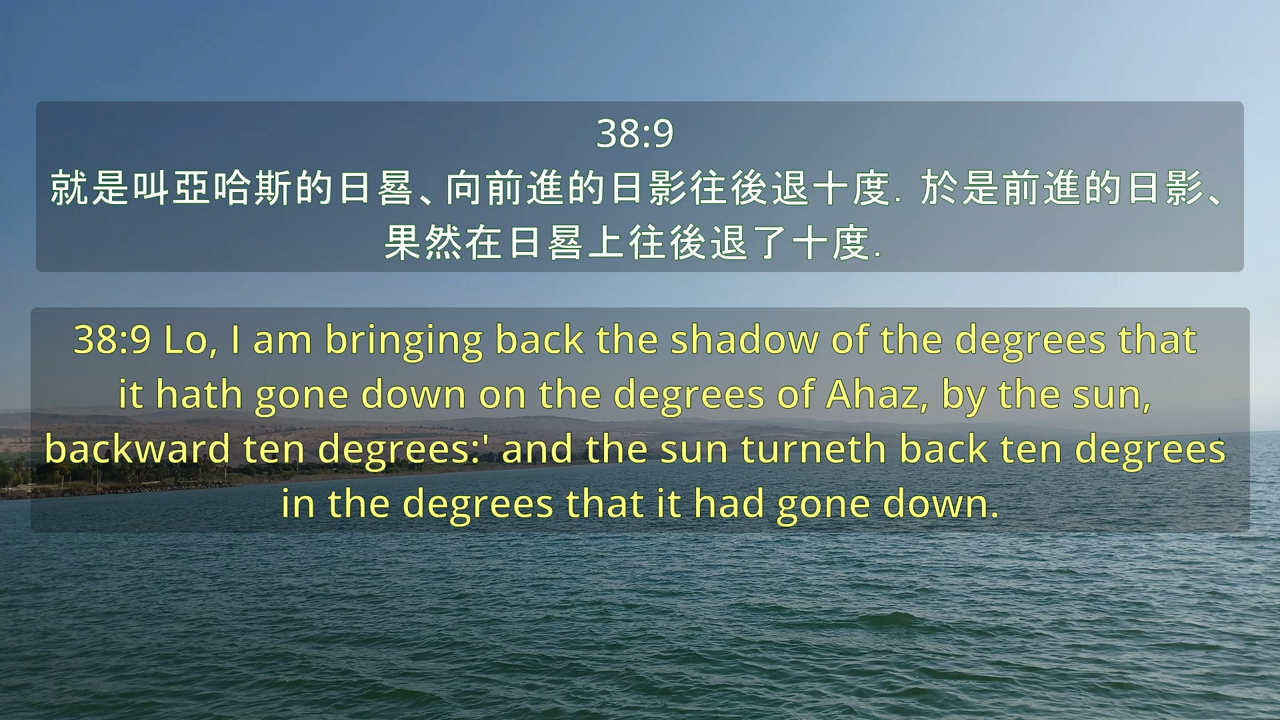 38:9
就是叫亞哈斯的日晷、向前進的日影往後退十度. 於是前進的日影、
果然在日晷上往後退了十度.
38:9 Lo, I am bringing back the shadow of the degrees that
it hath gone down on the degrees of Ahaz, by the sun,
backward ten degrees:' and the sun turneth back ten degrees
in the degrees that it had gone down.